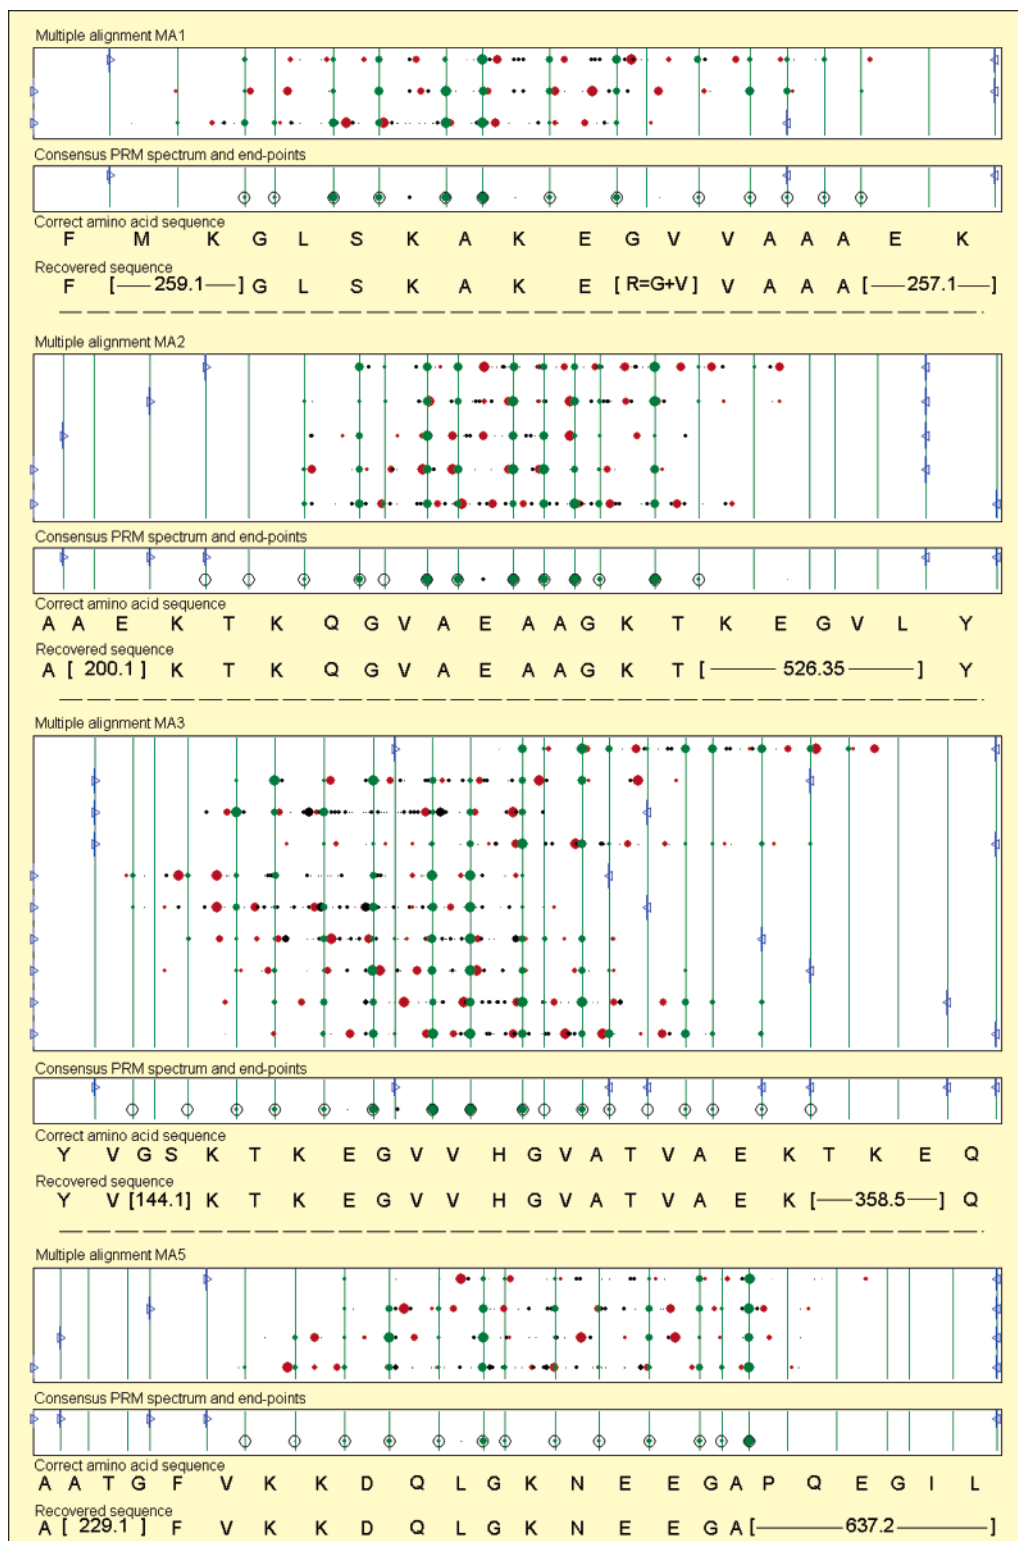 Multiple alignment MA1
Consensus PRM spectrum and end-points
Correct amino acid sequence
F M K G L S K A K E G V V A A A E K
Recovered sequence
F [—259.1—] G L S K A K E [ R=G+V ] V A A A [—257.1—]
Multiple alignment MA2
Consensus PRM spectrum and end-points
Correct amino acid sequence
A A E K T K Q G V A E A A G K T K E G V L Y
Recovered sequence
A [ 200.1 ] K T K Q G V A E A A G K T [—526.35—] Y
Multiple alignment MA3
Consensus PRM spectrum and end-points
Correct amino acid sequence
Y V G S K T K E G V V H G V A T V A E K T K E Q
Recovered sequence
Y V [144.1] K T K E G V V H G V A T V A E K [—358.5—] Q
Multiple alignment MA5
Consensus PRM spectrum and end-points
Correct amino acid sequence
A A T G F V K K D Q L G K N E E G A P Q E G I L
Recovered sequence
A [ 229.1 ] F V K K D Q L G K N E E G A [—637.2—]